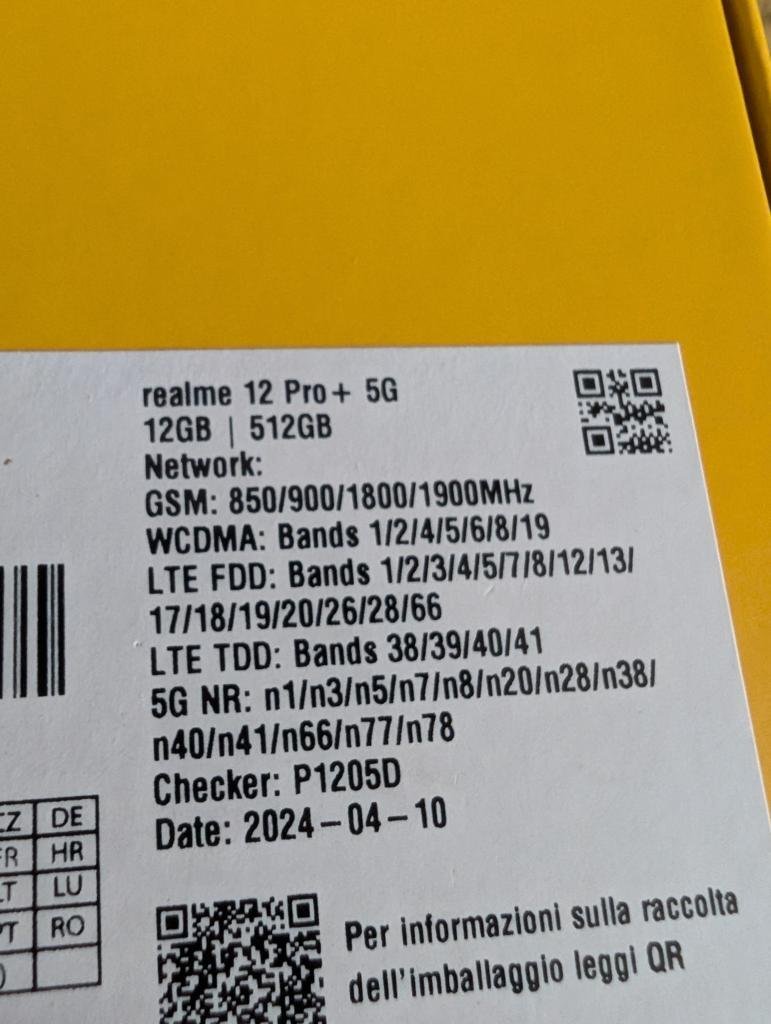 realme 12 Pro+ 5G
12GB | 512GB
Network:
GSM: 850/900/1800/1900MHz
WCDMA: Bands 1/2/4/5/6/8/19
LTE FDD: Bands 1/2/3/4/5/7/8/12/13/
17/18/19/20/26/28/66
LTE TDD: Bands 38/39/40/41
5G NR: n1/n3/n5/n7/n8/n20/n28/n38/
n40/n41/n66/n77/n78
Checker: P1205D
Date: 2024-04-10
DE
HR
LU
RO
Per informazioni sulla raccolta
dell'imballaggio leggi QR